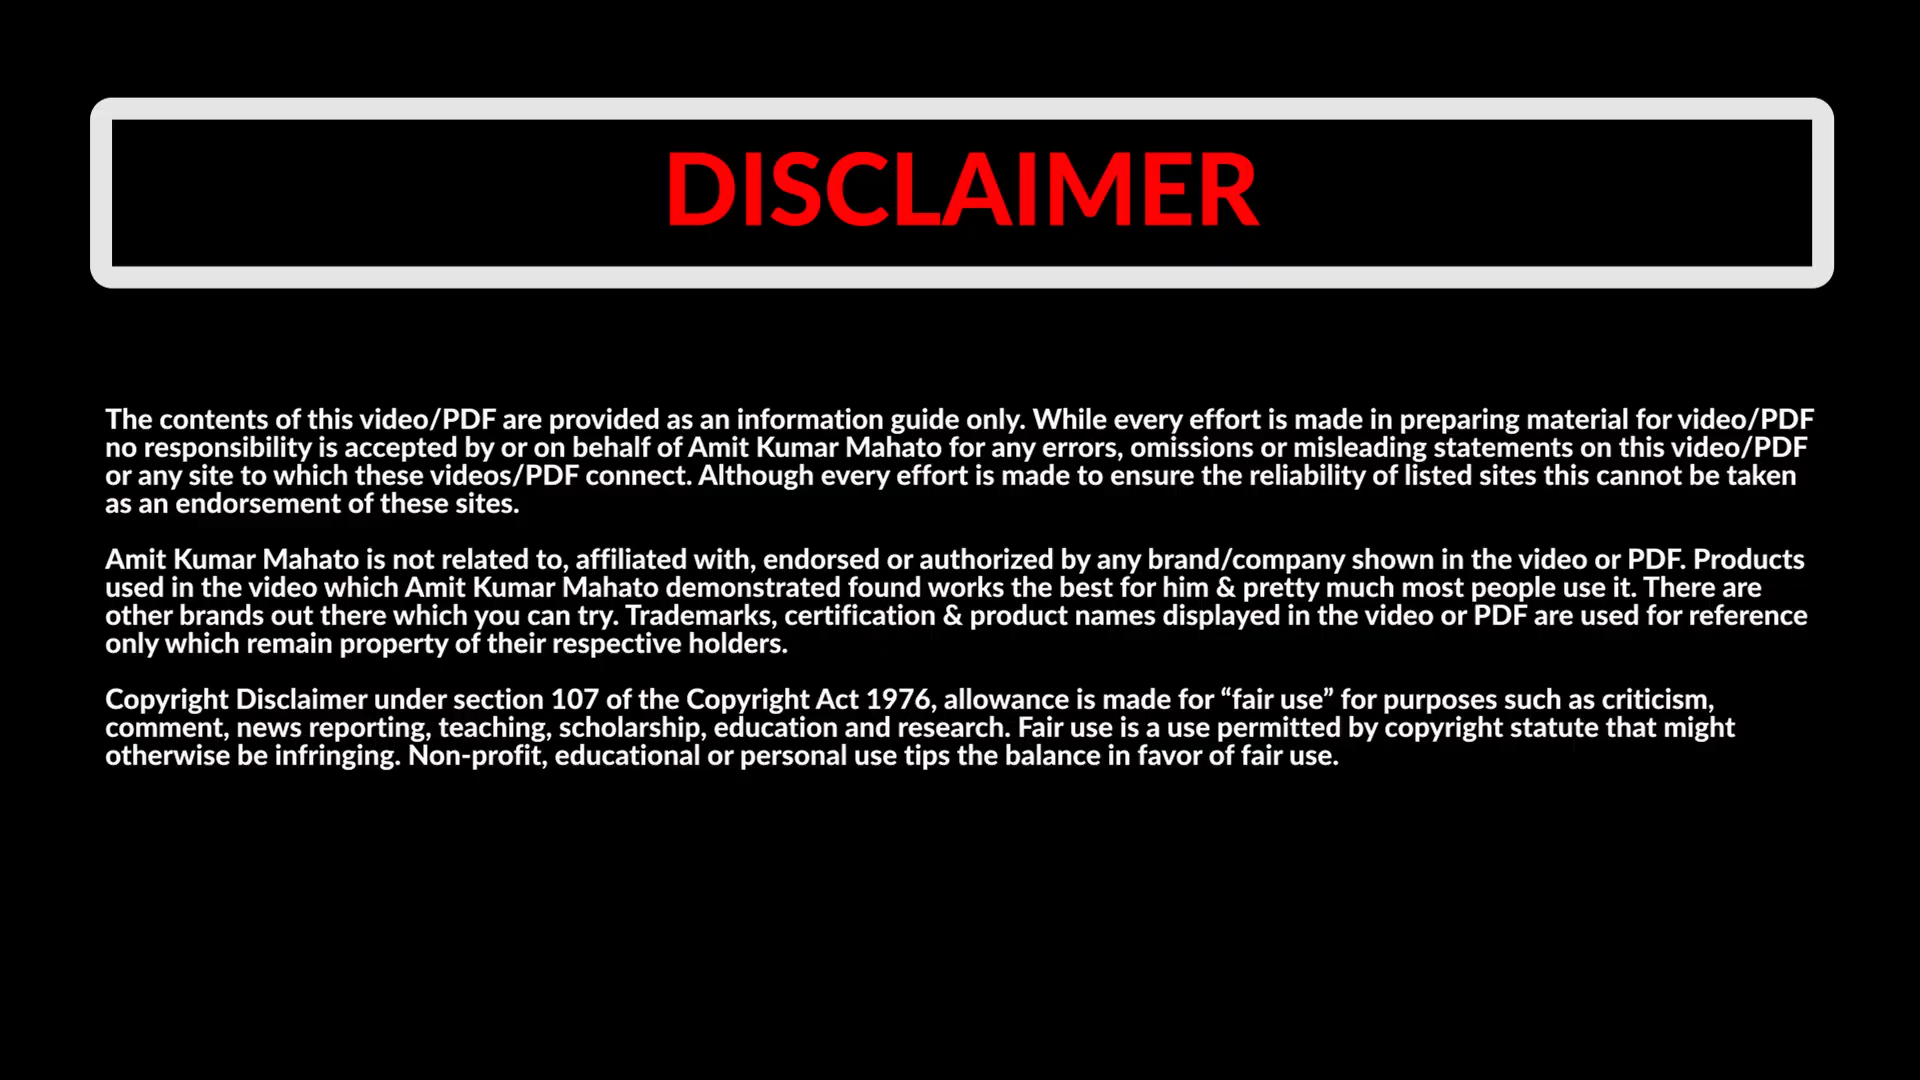 DISCLAIMER
The contents of this video/PDF are provided as an information guide only. While every effort is made in preparing material for video/PDF
no responsibility is accepted by or on behalf of Amit Kumar Mahato for any errors, omissions or misleading statements on this video/PDF
or any site to which these videos/PDF connect. Although every effort is made to ensure the reliability of listed sites this cannot be taken
as an endorsement of these sites.
Amit Kumar Mahato is not related to, affiliated with, endorsed or authorized by any brand/company shown in the video or PDF. Products
used in the video which Amit Kumar Mahato demonstrated found works the best for him & pretty much most people use it. There are
other brands out there which you can try. Trademarks, certification & product names displayed in the video or PDF are used for reference
only which remain property of their respective holders.
Copyright Disclaimer under section 107 of the Copyright Act 1976, allowance is made for “fair use” for purposes such as criticism,
comment, news reporting, teaching, scholarship, education and research. Fair use is a use permitted by copyright statute that might
otherwise be infringing. Non-profit, educational or personal use tips the balance in favor of fair use.